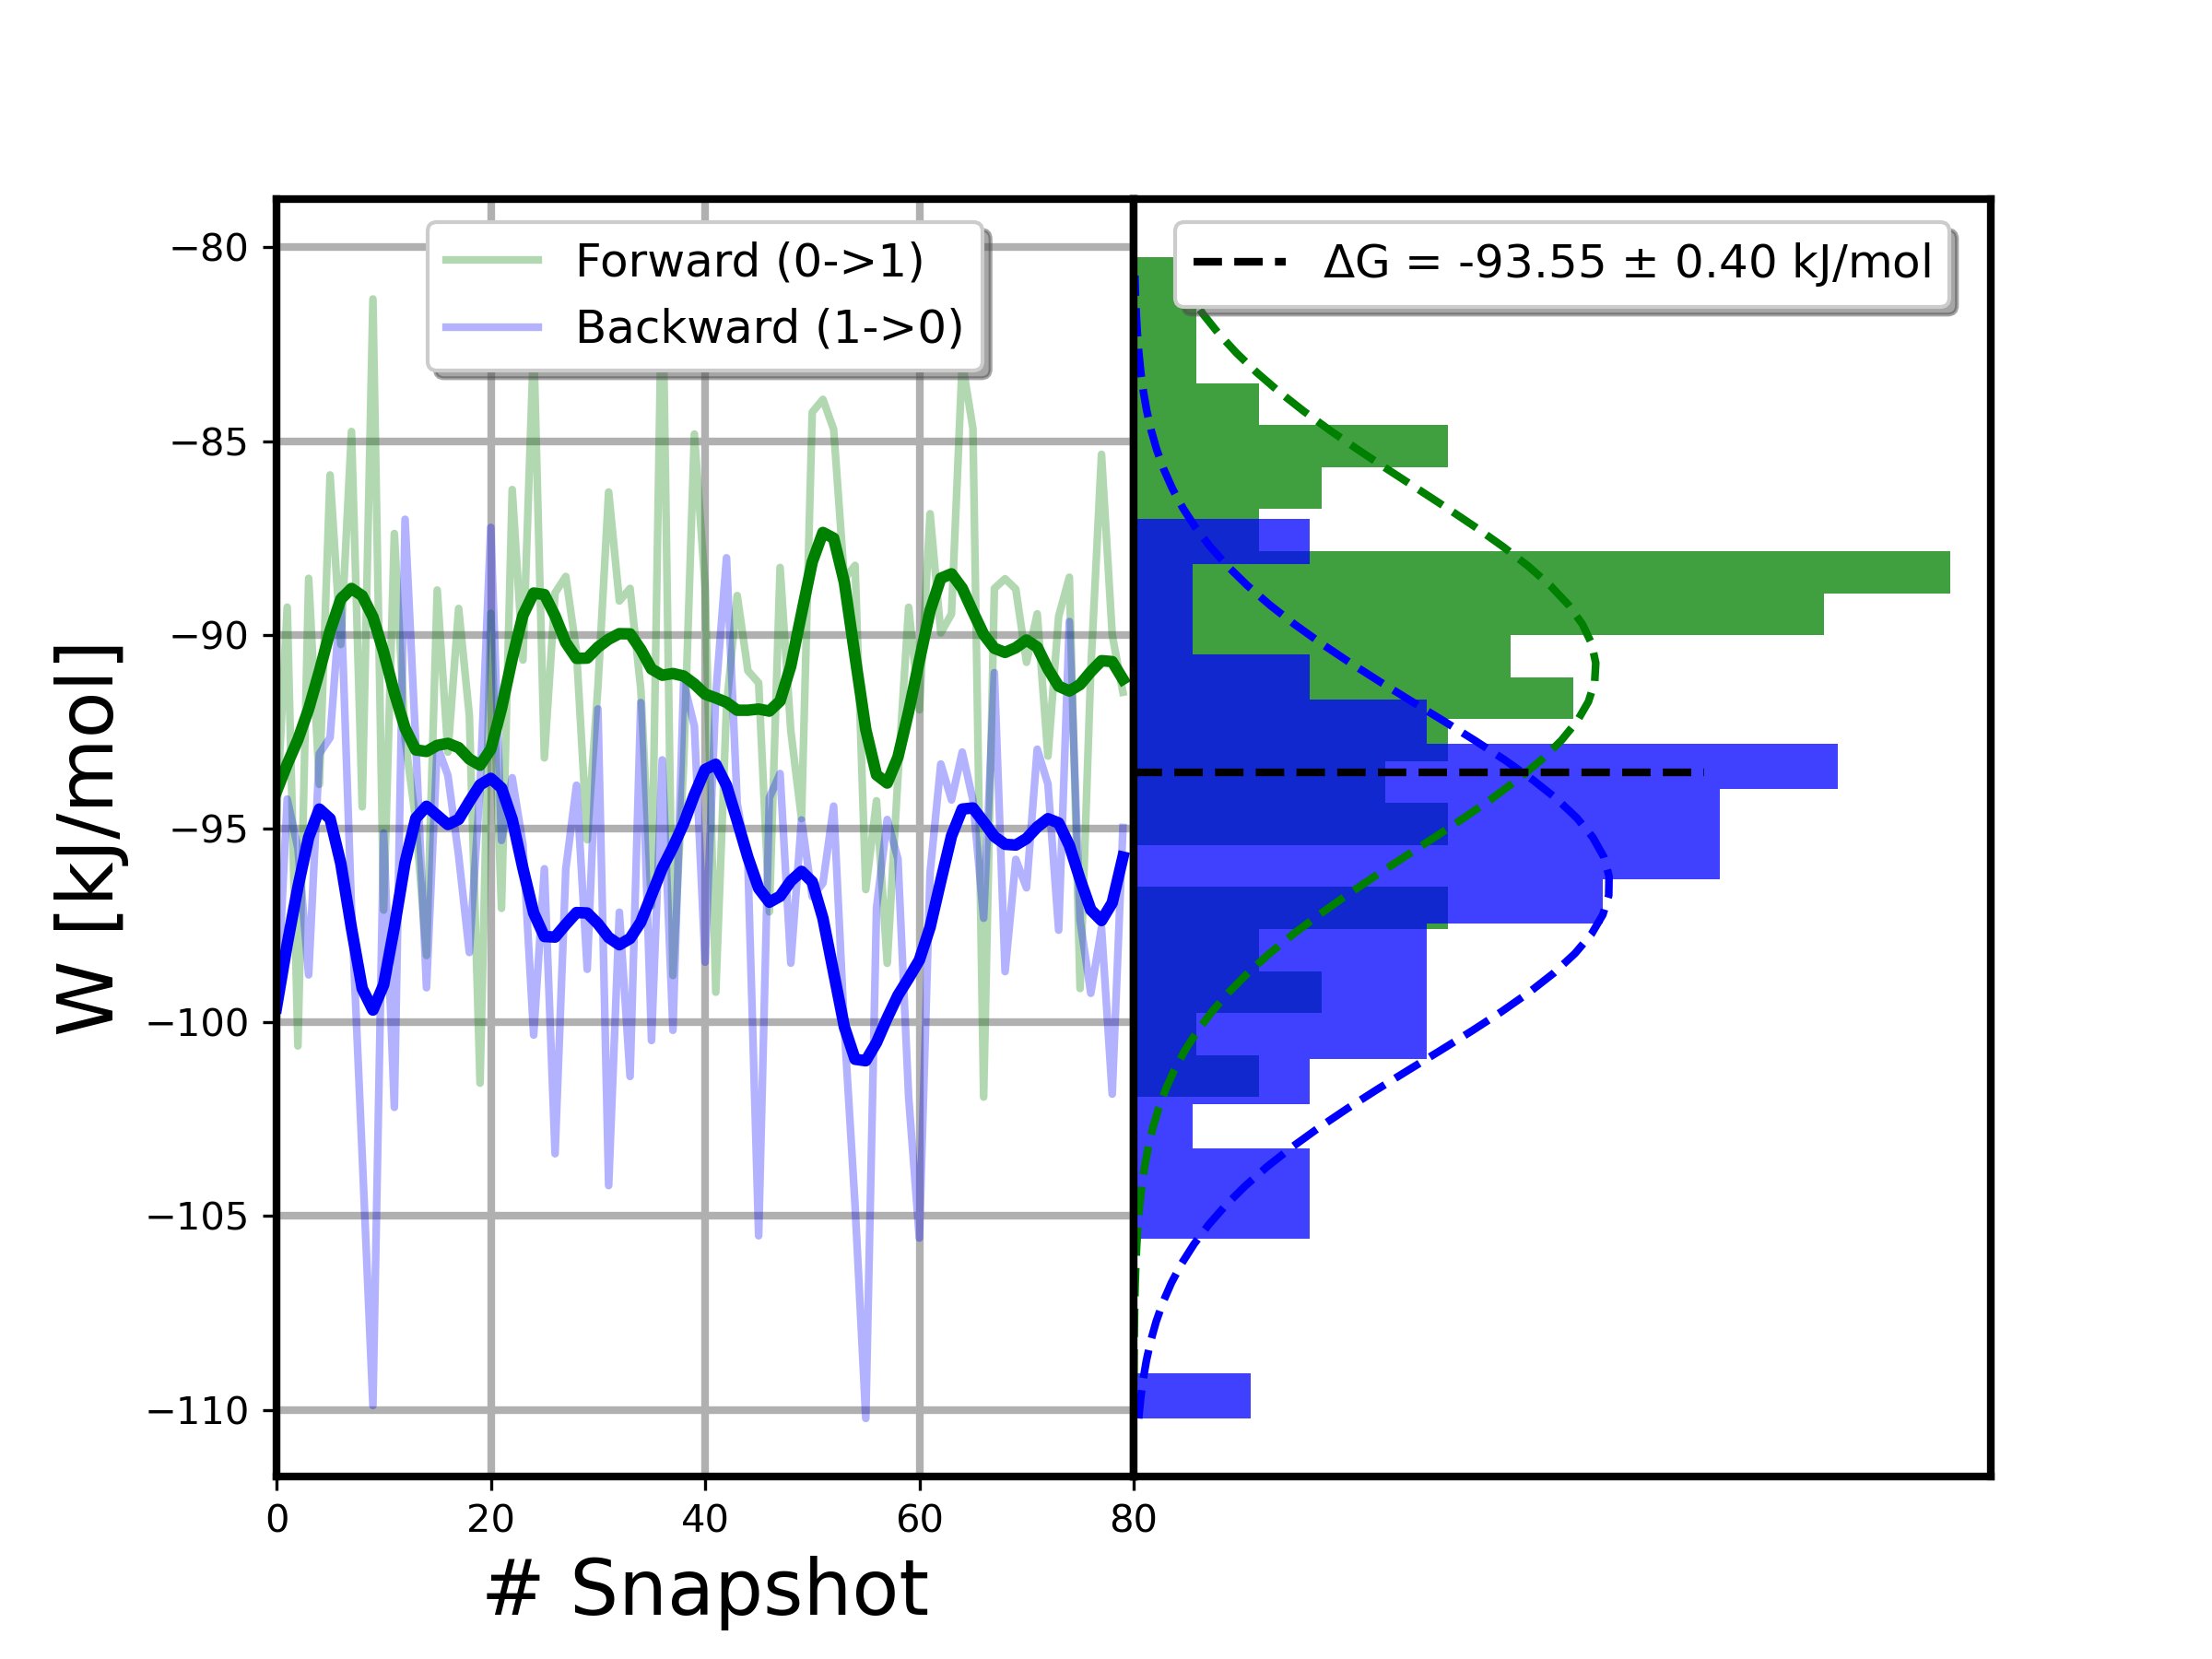 Forward (0->1)
Backward (1->0)
ΔG = -93.55 ± 0.40 kJ/mol
−80
−85
−90
−95
−100
−105
−110
W [kJ/mol]
0 20 40 60 80
# Snapshot